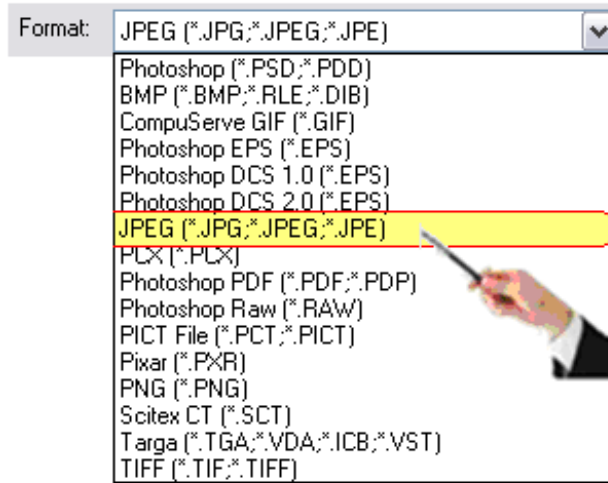 Format: JPEG (*.JPG;*.JPEG;*.JPE)
Photoshop (*.PSD;*.PDD)
BMP (*.BMP;*.RLE;*.DIB)
CompuServe GIF (*.GIF)
Photoshop EPS (*.EPS)
Photoshop DCS 1.0 (*.EPS)
Photoshop DCS 2.0 (*.EPS)
JPEG (*.JPG;*.JPEG;*.JPE)
PCX (*.PCX)
Photoshop PDF (*.PDF;*.PDP)
Photoshop Raw (*.RAW)
PICT File (*.PCT;*.PICT)
Pixar (*.PXR)
PNG (*.PNG)
Scitex CT (*.SCT)
Targa (*.TGA;*.VDA;*.ICB;*.VST)
TIFF (*.TIF;*.TIFF)